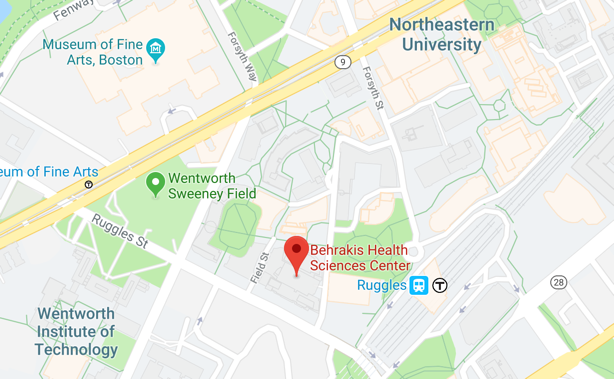 Fenway
Northeastern
University
Museum of Fine
Arts, Boston
Forsyth Way
9
Forsyth St
eum of Fine Arts
Wentworth
Sweeney Field
Ruggles St
Field St
Behrakis Health
Sciences Center
Ruggles
T
28
Wentworth
Institute of
Technology